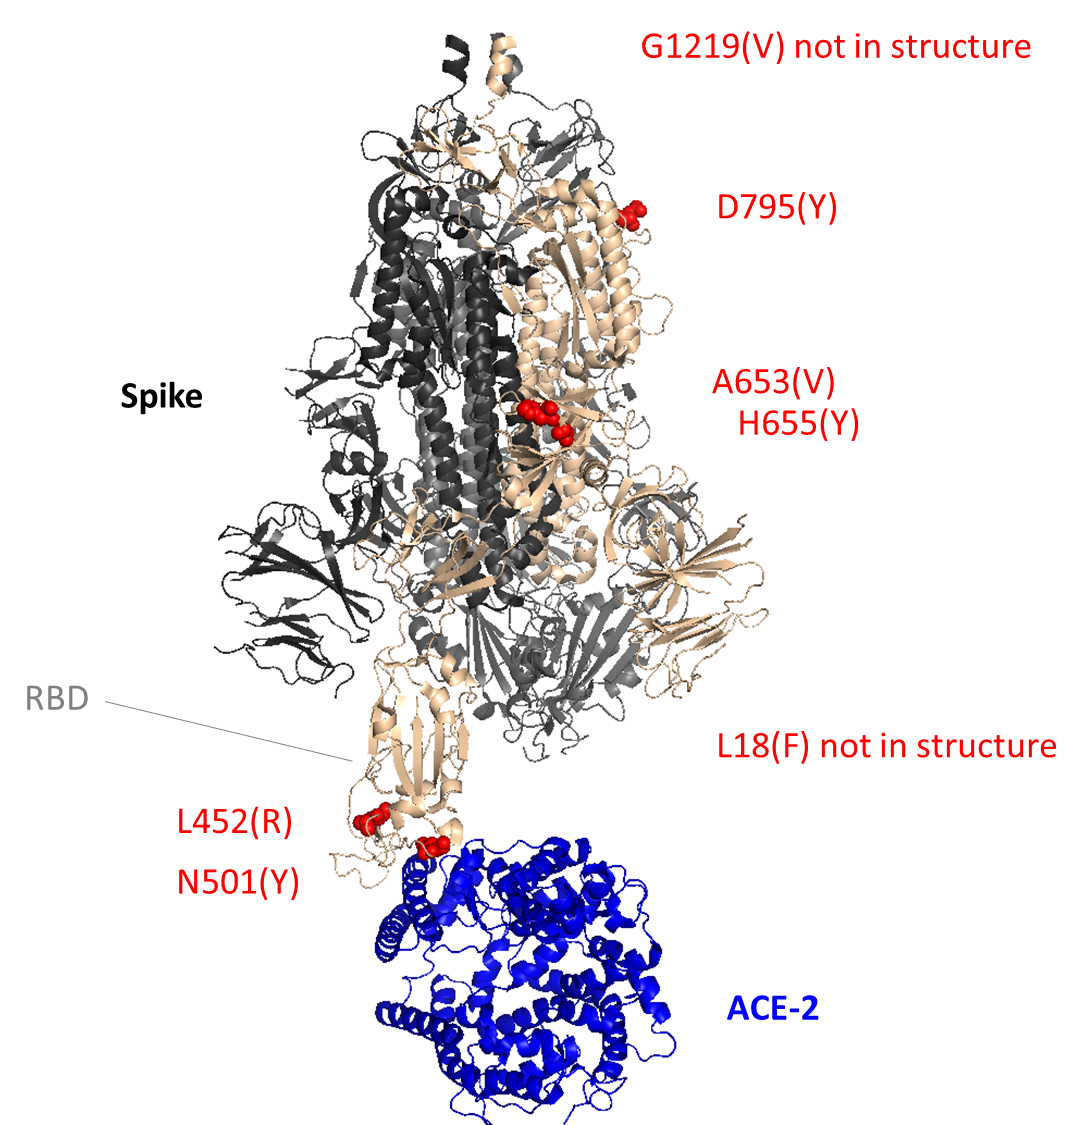 G1219(V) not in structure
D795(Y)
A653(V)
H655(Y)
Spike
RBD
L18(F) not in structure
L452(R)
N501(Y)
ACE-2